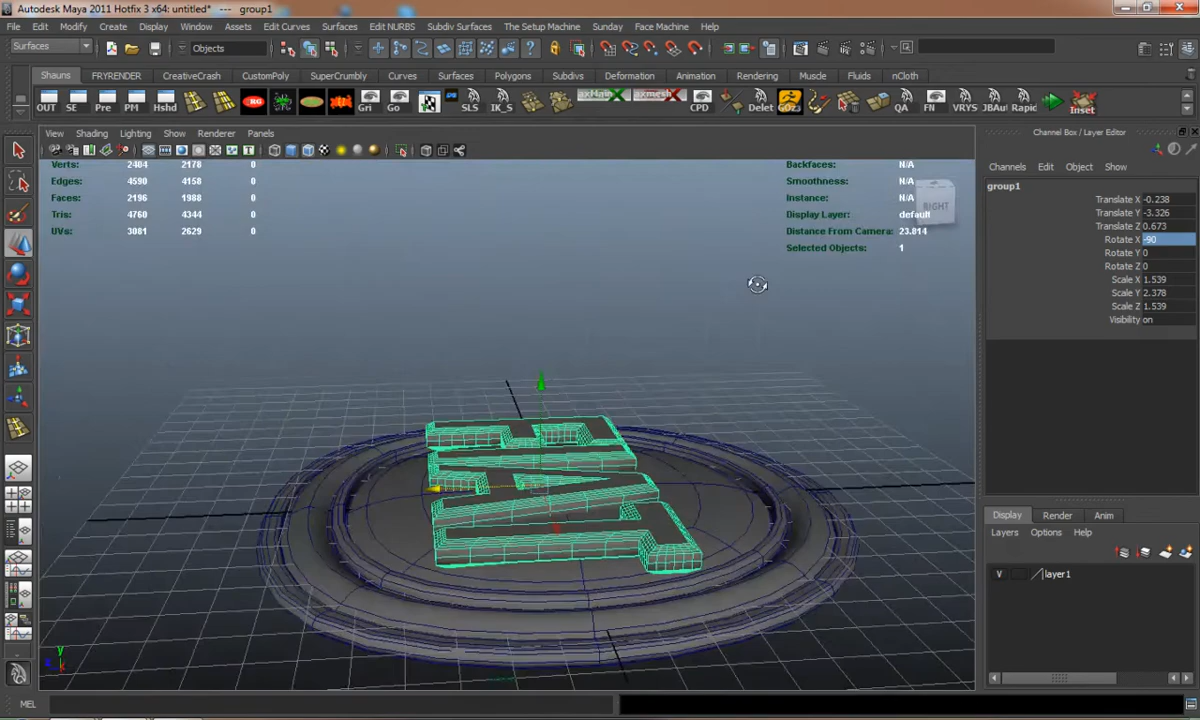 Autodesk Maya 2011 Hotfix 3 x64: untitled* --- group1
File Edit Modify Create Display Window Assets Edit Curves Surfaces Edit NURBS Subdiv Surfaces The Setup Machine Sunday Face Machine Help
Surfaces Objects
Shauns FRYRENDER CreativeCrash CustomPoly SuperCrumbly Curves Surfaces Polygons Subdivs Deformation Animation Rendering Muscle Fluids nCloth
OUT SE Pre PM Hshd NG Gri Go SLS IK_S axMain axmesh CPD Delet GoZ QA FN VRYS JBAu Rapic Inset
View Shading Lighting Show Renderer Panels
Channel Box / Layer Editor
Channels Edit Object Show
Verts: 2404 2178 0
Edges: 4590 4158 0
Faces: 2196 1988 0
Tris: 4760 4344 0
UVs: 3081 2629 0
Backfaces: N/A
Smoothness: N/A
Instance: N/A
Display Layer: default
Distance From Camera: 23.814
Selected Objects: 1
RIGHT
group1
Translate X -0.238
Translate Y -3.326
Translate Z 0.673
Rotate X -90
Rotate Y 0
Rotate Z 0
Scale X 1.539
Scale Y 2.378
Scale Z 1.539
Visibility on
Display Render Anim
Layers Options Help
V layer1
y
MEL